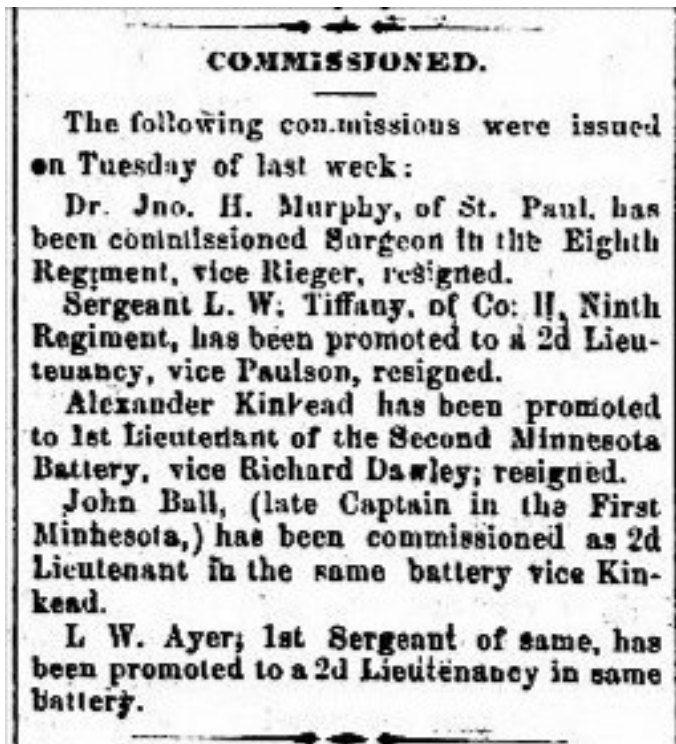 COMMISSIONED.
The following commissions were issued
on Tuesday of last week:
Dr. Jno. H. Murphy, of St. Paul, has
been commissioned Surgeon in the Eighth
Regiment, vice Rieger, resigned.
Sergeant L. W. Tiffany, of Co: H, Ninth
Regiment, has been promoted to a 2d Lieu-
tenancy, vice Paulson, resigned.
Alexander Kinkead has been promoted
to 1st Lieutenant of the Second Minnesota
Battery, vice Richard Dawley; resigned.
John Ball, (late Captain in the First
Minnesota,) has been commissioned as 2d
Lieutenant in the same battery vice Kin-
kead.
L W. Ayer; 1st Sergeant of same, has
been promoted to a 2d Lieutenancy in same
battery.